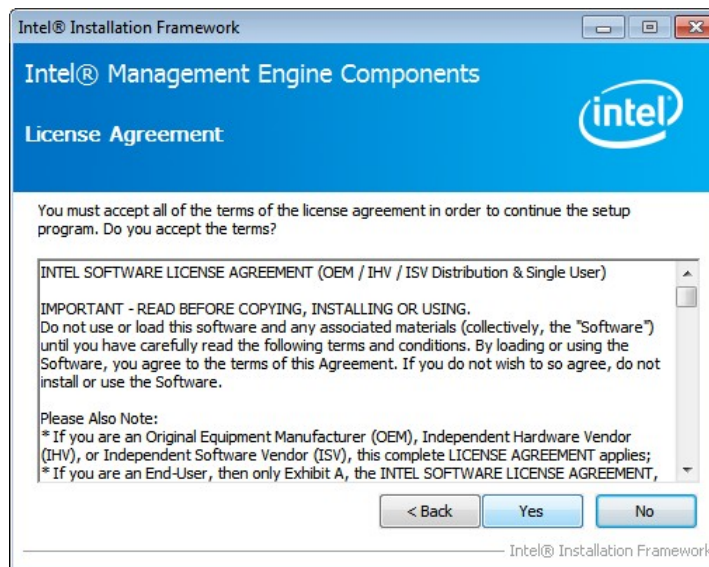 Intel® Installation Framework
Intel® Management Engine Components
intel
License Agreement
You must accept all of the terms of the license agreement in order to continue the setup
program. Do you accept the terms?
INTEL SOFTWARE LICENSE AGREEMENT (OEM / IHV / ISV Distribution & Single User)
IMPORTANT - READ BEFORE COPYING, INSTALLING OR USING.
Do not use or load this software and any associated materials (collectively, the "Software")
until you have carefully read the following terms and conditions. By loading or using the
Software, you agree to the terms of this Agreement. If you do not wish to so agree, do not
install or use the Software.
Please Also Note:
* If you are an Original Equipment Manufacturer (OEM), Independent Hardware Vendor
(IHV), or Independent Software Vendor (ISV), this complete LICENSE AGREEMENT applies;
* If you are an End-User, then only Exhibit A, the INTEL SOFTWARE LICENSE AGREEMENT,
< Back Yes No
Intel® Installation Framework